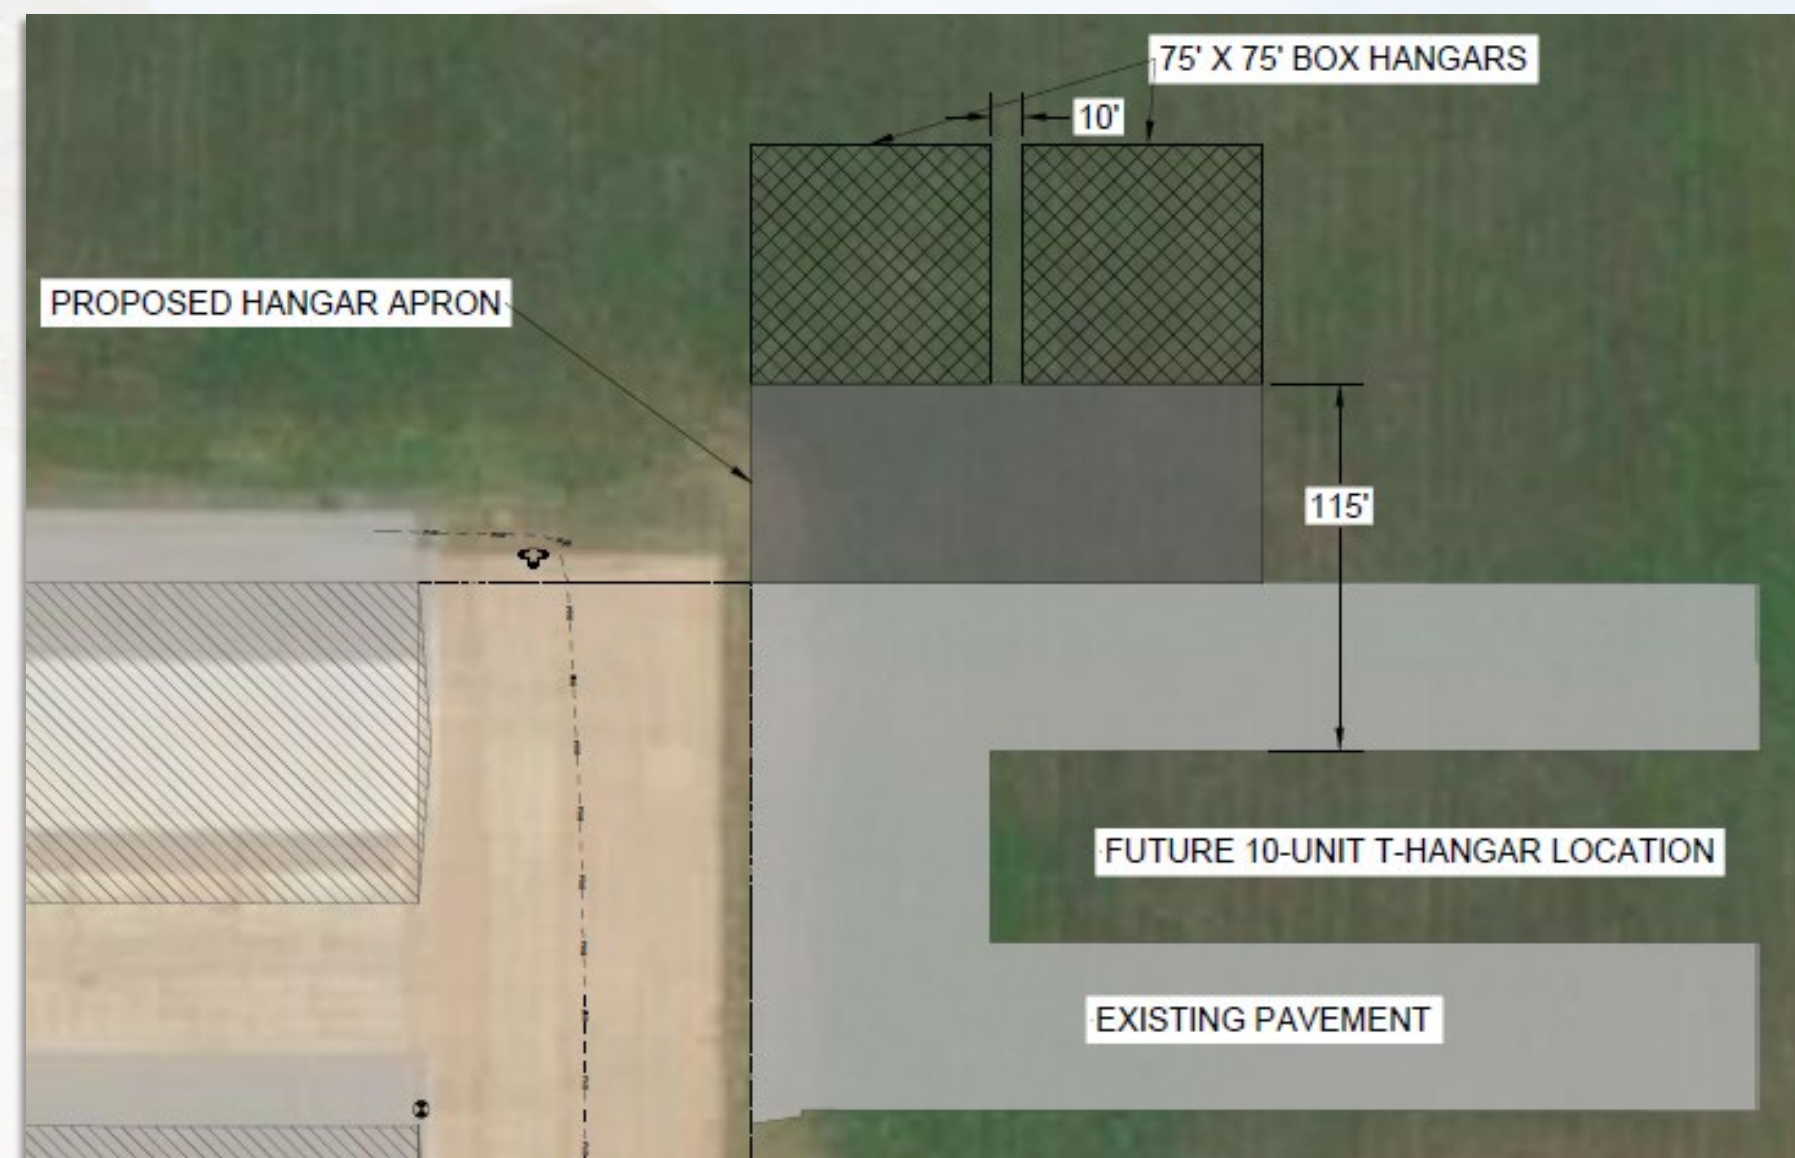 75' X 75' BOX HANGARS
10'
PROPOSED HANGAR APRON
115'
FUTURE 10-UNIT T-HANGAR LOCATION
EXISTING PAVEMENT